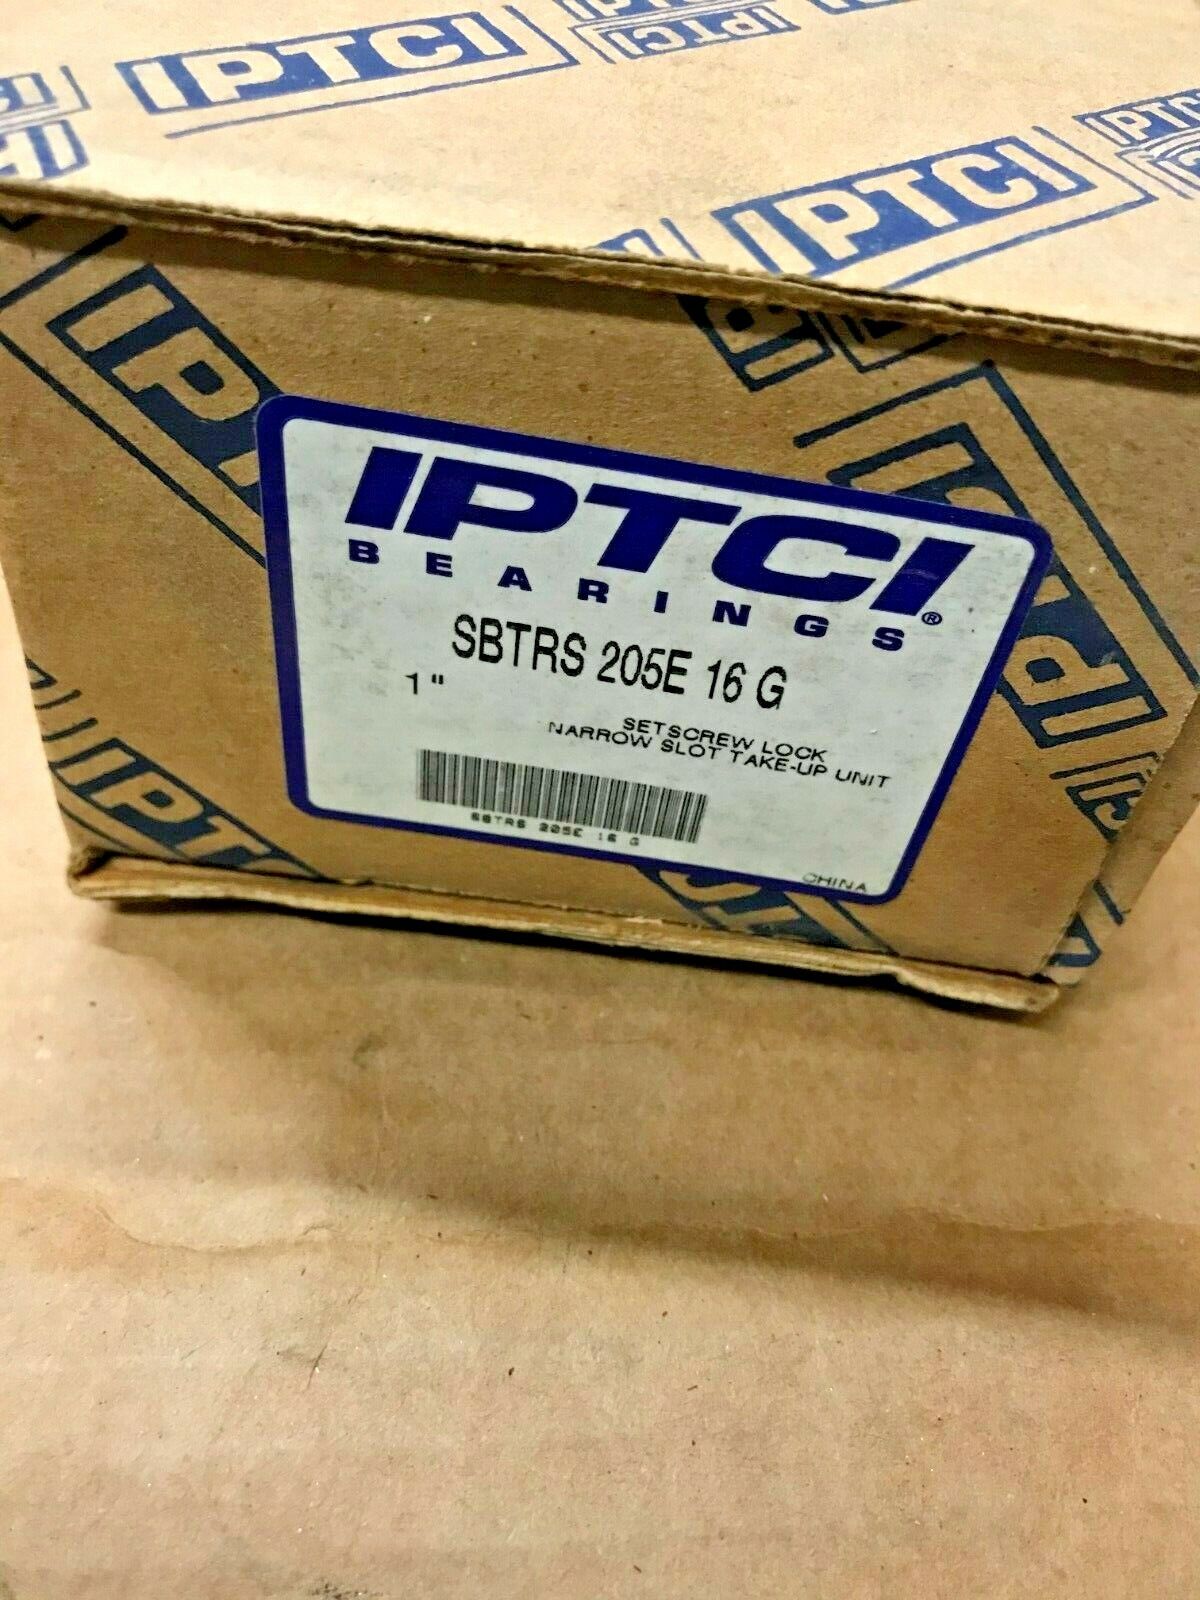 IPTCI
IPTCI
IPTCI
IPTCI
IPTCI
BEARINGS
SBTRS 205E 16 G
1"
SETSCREW LOCK
NARROW SLOT TAKE-UP UNIT
SBTRS 205E 16 G
CHINA